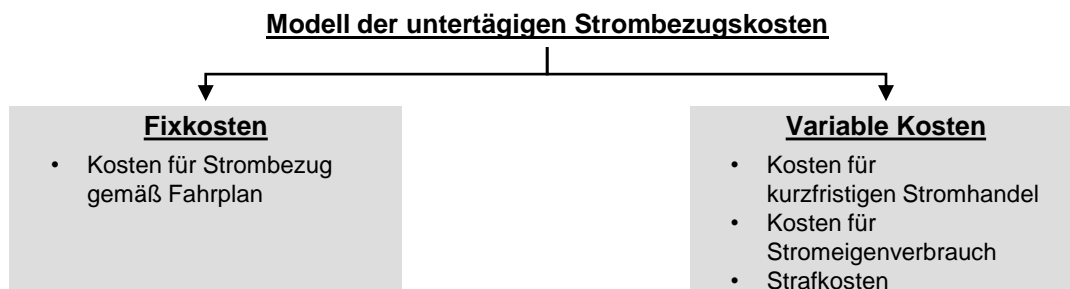 Modell der untertägigen Strombezugskosten
Fixkosten
• Kosten für Strombezug
gemäß Fahrplan
Variable Kosten
• Kosten für
kurzfristigen Stromhandel
• Kosten für
Stromeigenverbrauch
• Strafkosten